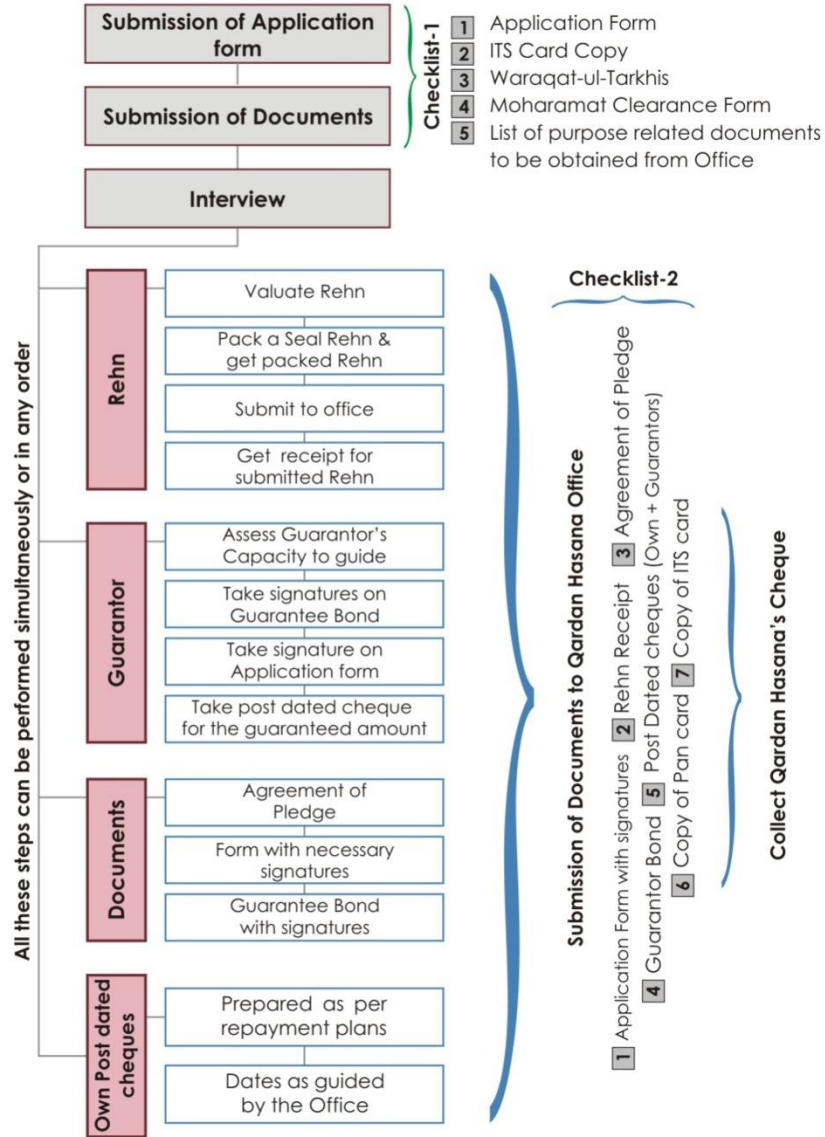 Submission of Application
form
Submission of Documents
Interview
Checklist-1
1 Application Form
2 ITS Card Copy
3 Waraqat-ul-Tarkhis
4 Moharamat Clearance Form
5 List of purpose related documents
to be obtained from Office
All these steps can be performed simultaneously or in any order
Rehn
Valuate Rehn
Pack a Seal Rehn &
get packed Rehn
Submit to office
Get receipt for
submitted Rehn
Guarantor
Assess Guarantor's
Capacity to guide
Take signatures on
Guarantee Bond
Take signature on
Application form
Take post dated cheque
for the guaranteed amount
Documents
Agreement of
Pledge
Form with necessary
signatures
Guarantee Bond
with signatures
Own Post dated
cheques
Prepared as per
repayment plans
Dates as guided
by the Office
Checklist-2
Submission of Documents to Qardan Hasana Office
1 Application Form with signatures 2 Rehn Receipt 3 Agreement of Pledge
4 Guarantor Bond 5 Post Dated cheques (Own + Guarantors)
6 Copy of Pan card 7 Copy of ITS card
Collect Qardan Hasana's Cheque